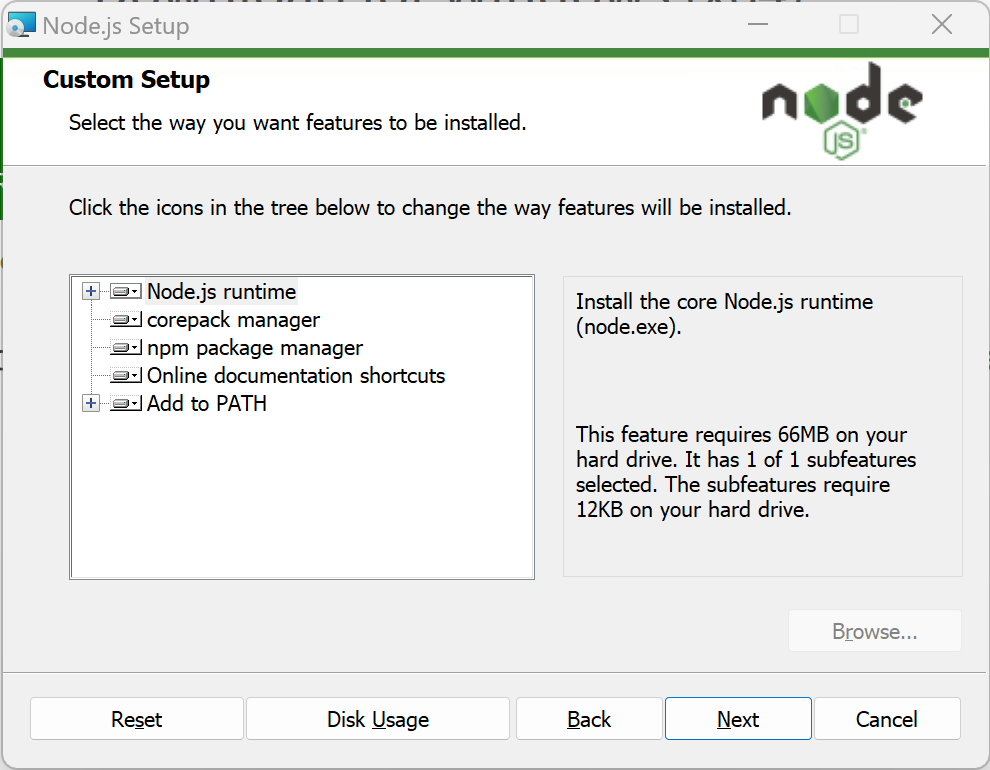 Node.js Setup
Custom Setup
Select the way you want features to be installed.
node
JS
Click the icons in the tree below to change the way features will be installed.
Node.js runtime
corepack manager
npm package manager
Online documentation shortcuts
Add to PATH
Install the core Node.js runtime
(node.exe).
This feature requires 66MB on your
hard drive. It has 1 of 1 subfeatures
selected. The subfeatures require
12KB on your hard drive.
Browse...
Reset
Disk Usage
Back
Next
Cancel